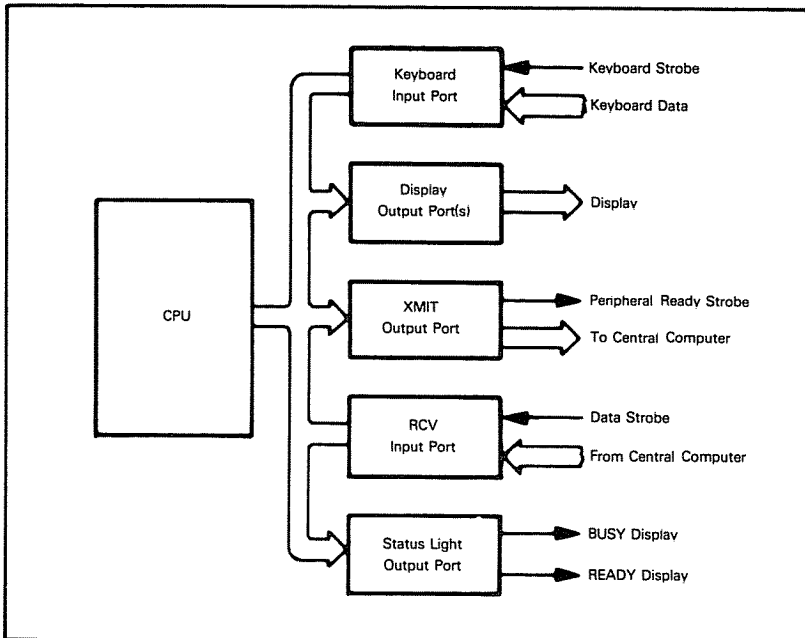 Keyboard
Input Port
Keyboard Strobe
Keyboard Data
Display
Output Port(s)
Display
CPU
XMIT
Output Port
Peripheral Ready Strobe
To Central Computer
RCV
Input Port
Data Strobe
From Central Computer
Status Light
Output Port
BUSY Display
READY Display